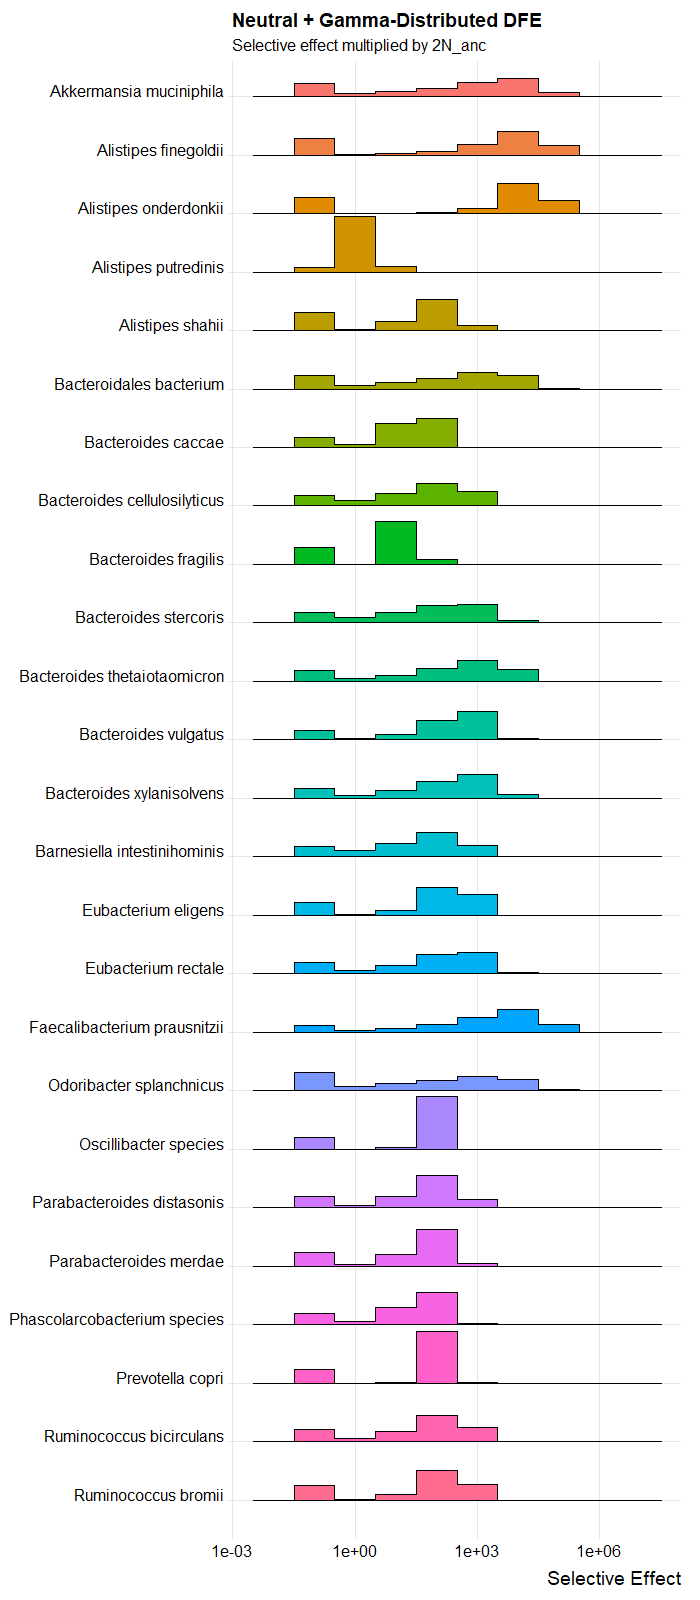 Neutral + Gamma-Distributed DFE
Selective effect multiplied by 2N_anc
Akkermansia muciniphila
Alistipes finegoldii
Alistipes onderdonkii
Alistipes putredinis
Alistipes shahii
Bacteroidales bacterium
Bacteroides caccae
Bacteroides cellulosilyticus
Bacteroides fragilis
Bacteroides stercoris
Bacteroides thetaiotaomicron
Bacteroides vulgatus
Bacteroides xylanisolvens
Barnesiella intestinihominis
Eubacterium eligens
Eubacterium rectale
Faecalibacterium prausnitzii
Odoribacter splanchnicus
Oscillibacter species
Parabacteroides distasonis
Parabacteroides merdae
Phascolarcobacterium species
Prevotella copri
Ruminococcus bicirculans
Ruminococcus bromii
1e-03 1e+00 1e+03 1e+06
Selective Effect